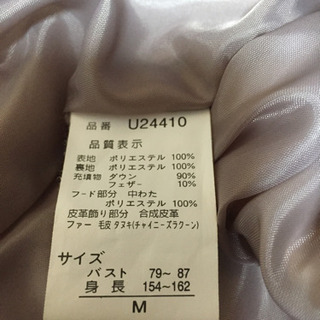 品番 U24410
品質表示
表地 ポリエステル 100%
裏地 ポリエステル 100%
充填物 ダウン 90%
フェザー 10%
フード部分 中わた
ポリエステル 100%
皮革飾り部分 合成皮革
ファー 毛皮 タヌキ(チャイニーズラクーン)
サイズ
バスト 79~ 87
身長 154~162
M